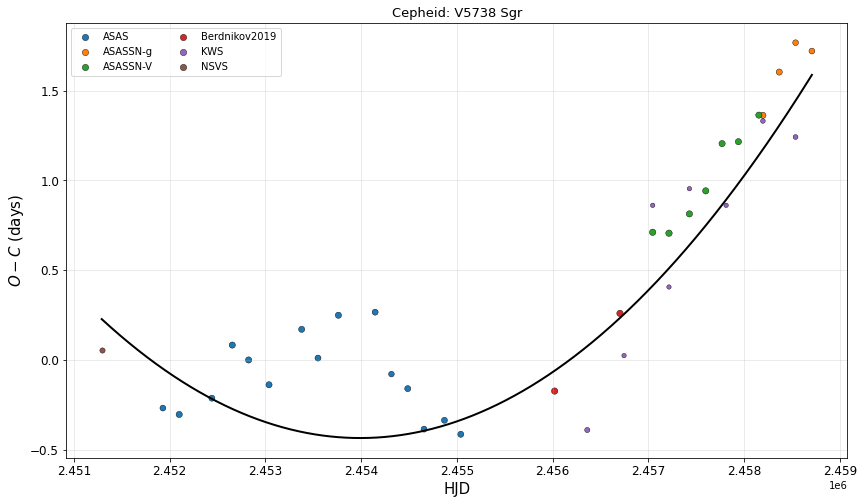 Cepheid: V5738 Sgr
ASAS
ASASSN-g
ASASSN-V
Berdnikov2019
KWS
NSVS
O − C (days)
1.5
1.0
0.5
0.0
−0.5
2.451 2.452 2.453 2.454 2.455 2.456 2.457 2.458 2.459
1e6
HJD